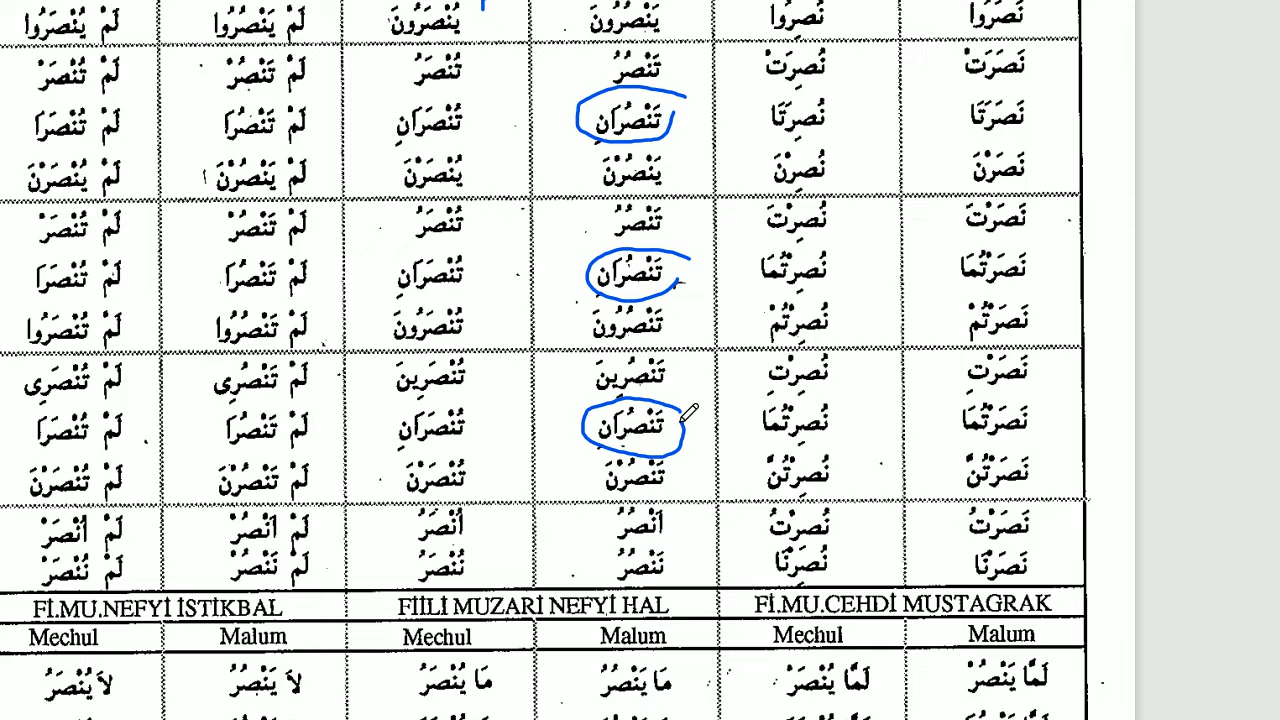 نَصَرُوا نُصِرُوا يَنْصُرُونَ يُنْصَرُونَ لَمْ يَنْصُرُوا لَمْ يُنْصَرُوا
نَصَرَتْ نُصِرَتْ تَنْصُرُ تُنْصَرُ لَمْ تَنْصُرْ لَمْ تُنْصَرْ
نَصَرَتَا نُصِرَتَا تَنْصُرَانِ تُنْصَرَانِ لَمْ تَنْصُرَا لَمْ تُنْصَرَا
نَصَرْنَ نُصِرْنَ يَنْصُرْنَ يُنْصَرْنَ لَمْ يَنْصُرْنَ لَمْ يُنْصَرْنَ
نَصَرْتَ نُصِرْتَ تَنْصُرُ تُنْصَرُ لَمْ تَنْصُرْ لَمْ تُنْصَرْ
نَصَرْتُمَا نُصِرْتُمَا تَنْصُرَانِ تُنْصَرَانِ لَمْ تَنْصُرَا لَمْ تُنْصَرَا
نَصَرْتُمْ نُصِرْتُمْ تَنْصُرُونَ تُنْصَرُونَ لَمْ تَنْصُرُوا لَمْ تُنْصَرُوا
نَصَرْتِ نُصِرْتِ تَنْصُرِينَ تُنْصَرِينَ لَمْ تَنْصُرِى لَمْ تُنْصَرِى
نَصَرْتُمَا نُصِرْتُمَا تَنْصُرَانِ تُنْصَرَانِ لَمْ تَنْصُرَا لَمْ تُنْصَرَا
نَصَرْتُنَّ نُصِرْتُنَّ تَنْصُرْنَ تُنْصَرْنَ لَمْ تَنْصُرْنَ لَمْ تُنْصَرْنَ
نَصَرْتُ نُصِرْتُ اَنْصُرُ اُنْصَرُ لَمْ اَنْصُرْ لَمْ اُنْصَرْ
نَصَرْنَا نُصِرْنَا نَنْصُرُ نُنْصَرُ لَمْ نَنْصُرْ لَمْ نُنْصَرْ
Fİ.MU.NEFYİ İSTİKBAL FİİLİ MUZARİ NEFYİ HAL Fİ.MU.CEHDİ MUSTAGRAK
Mechul Malum Mechul Malum Mechul Malum
لَمَّا يَنْصُرْ لَمَّا يُنْصَرْ مَا يَنْصُرُ مَا يُنْصَرُ لَا يَنْصُرُ لَا يُنْصَرُ